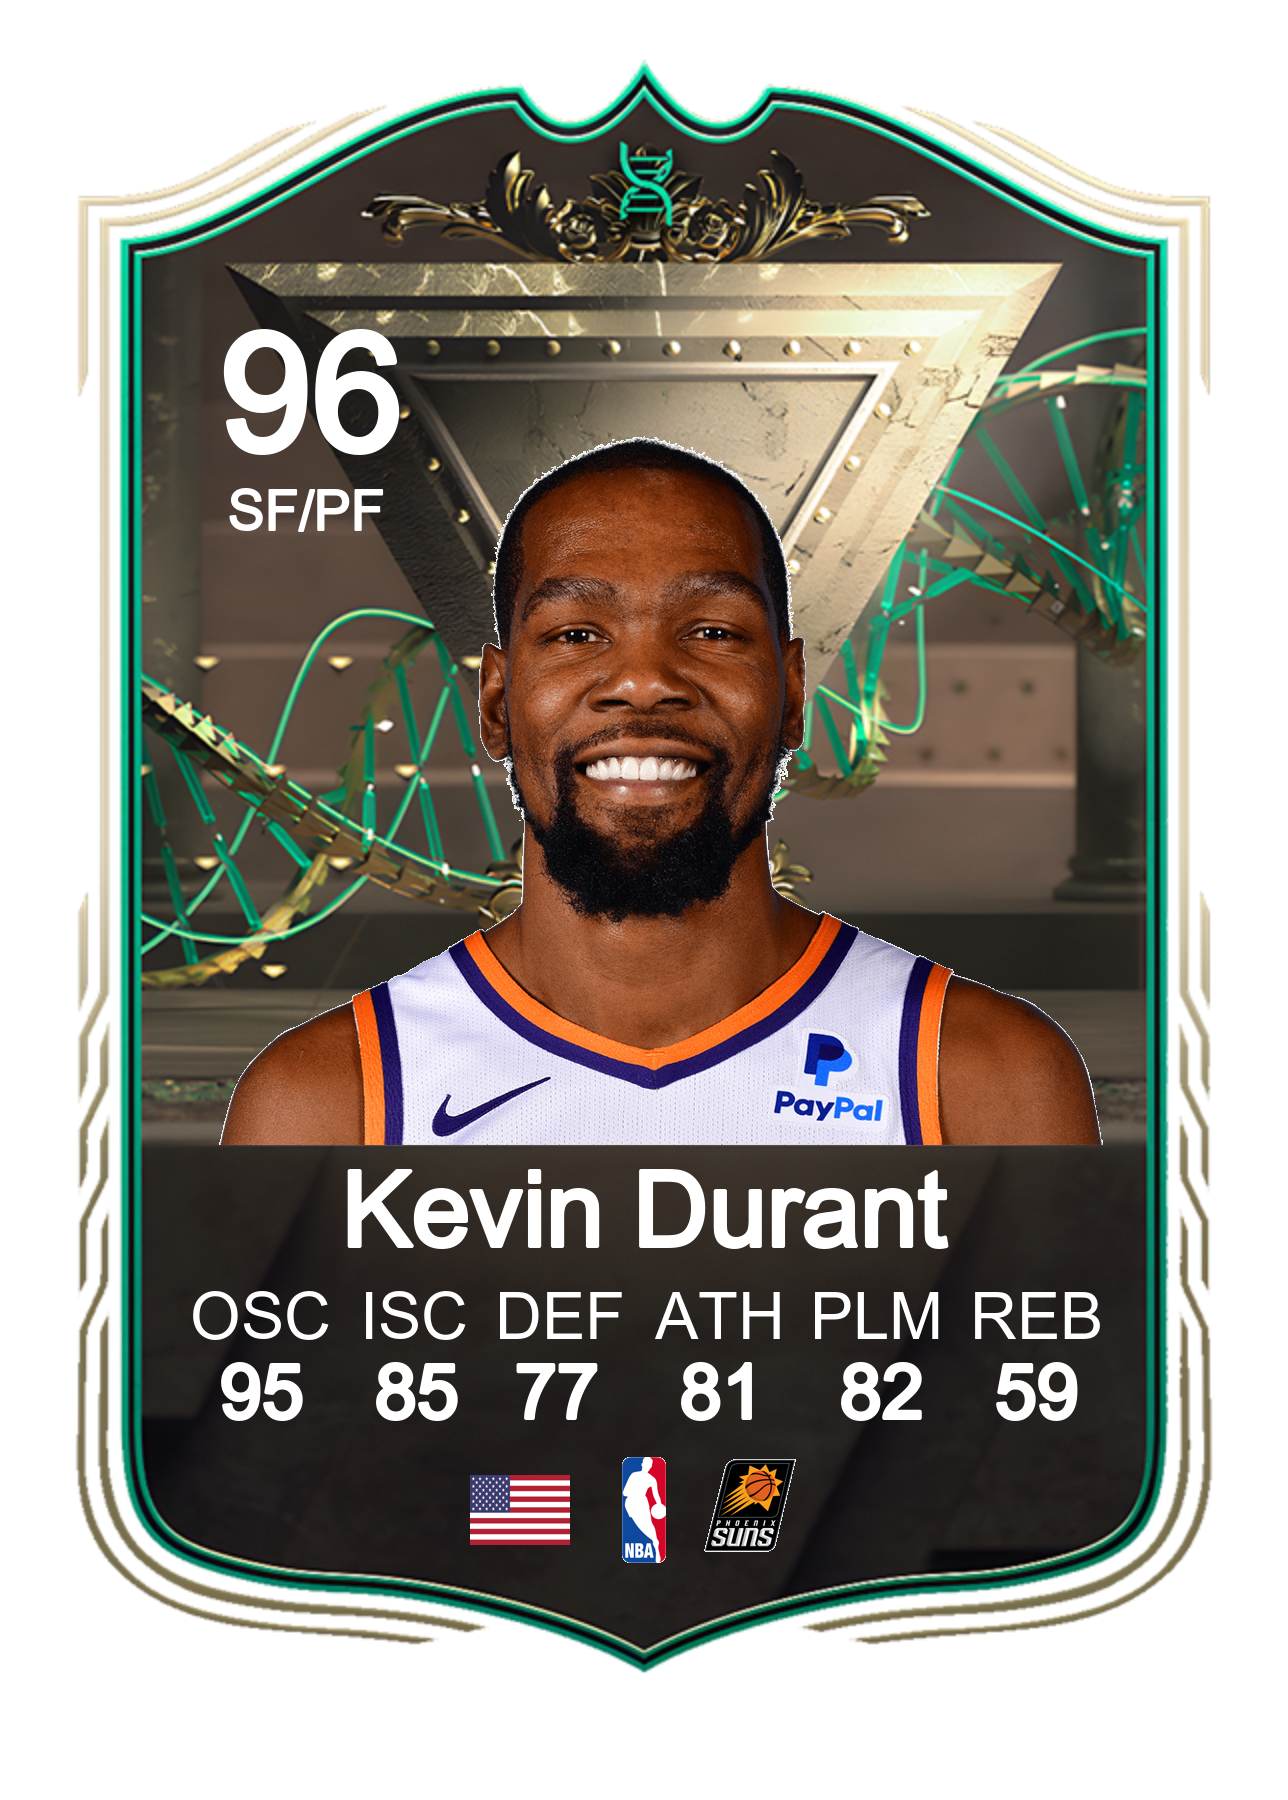 96
SF/PF
PayPal
Kevin Durant
OSC ISC DEF ATH PLM REB
95 85 77 81 82 59
NBA
PHOENIX
SUNS